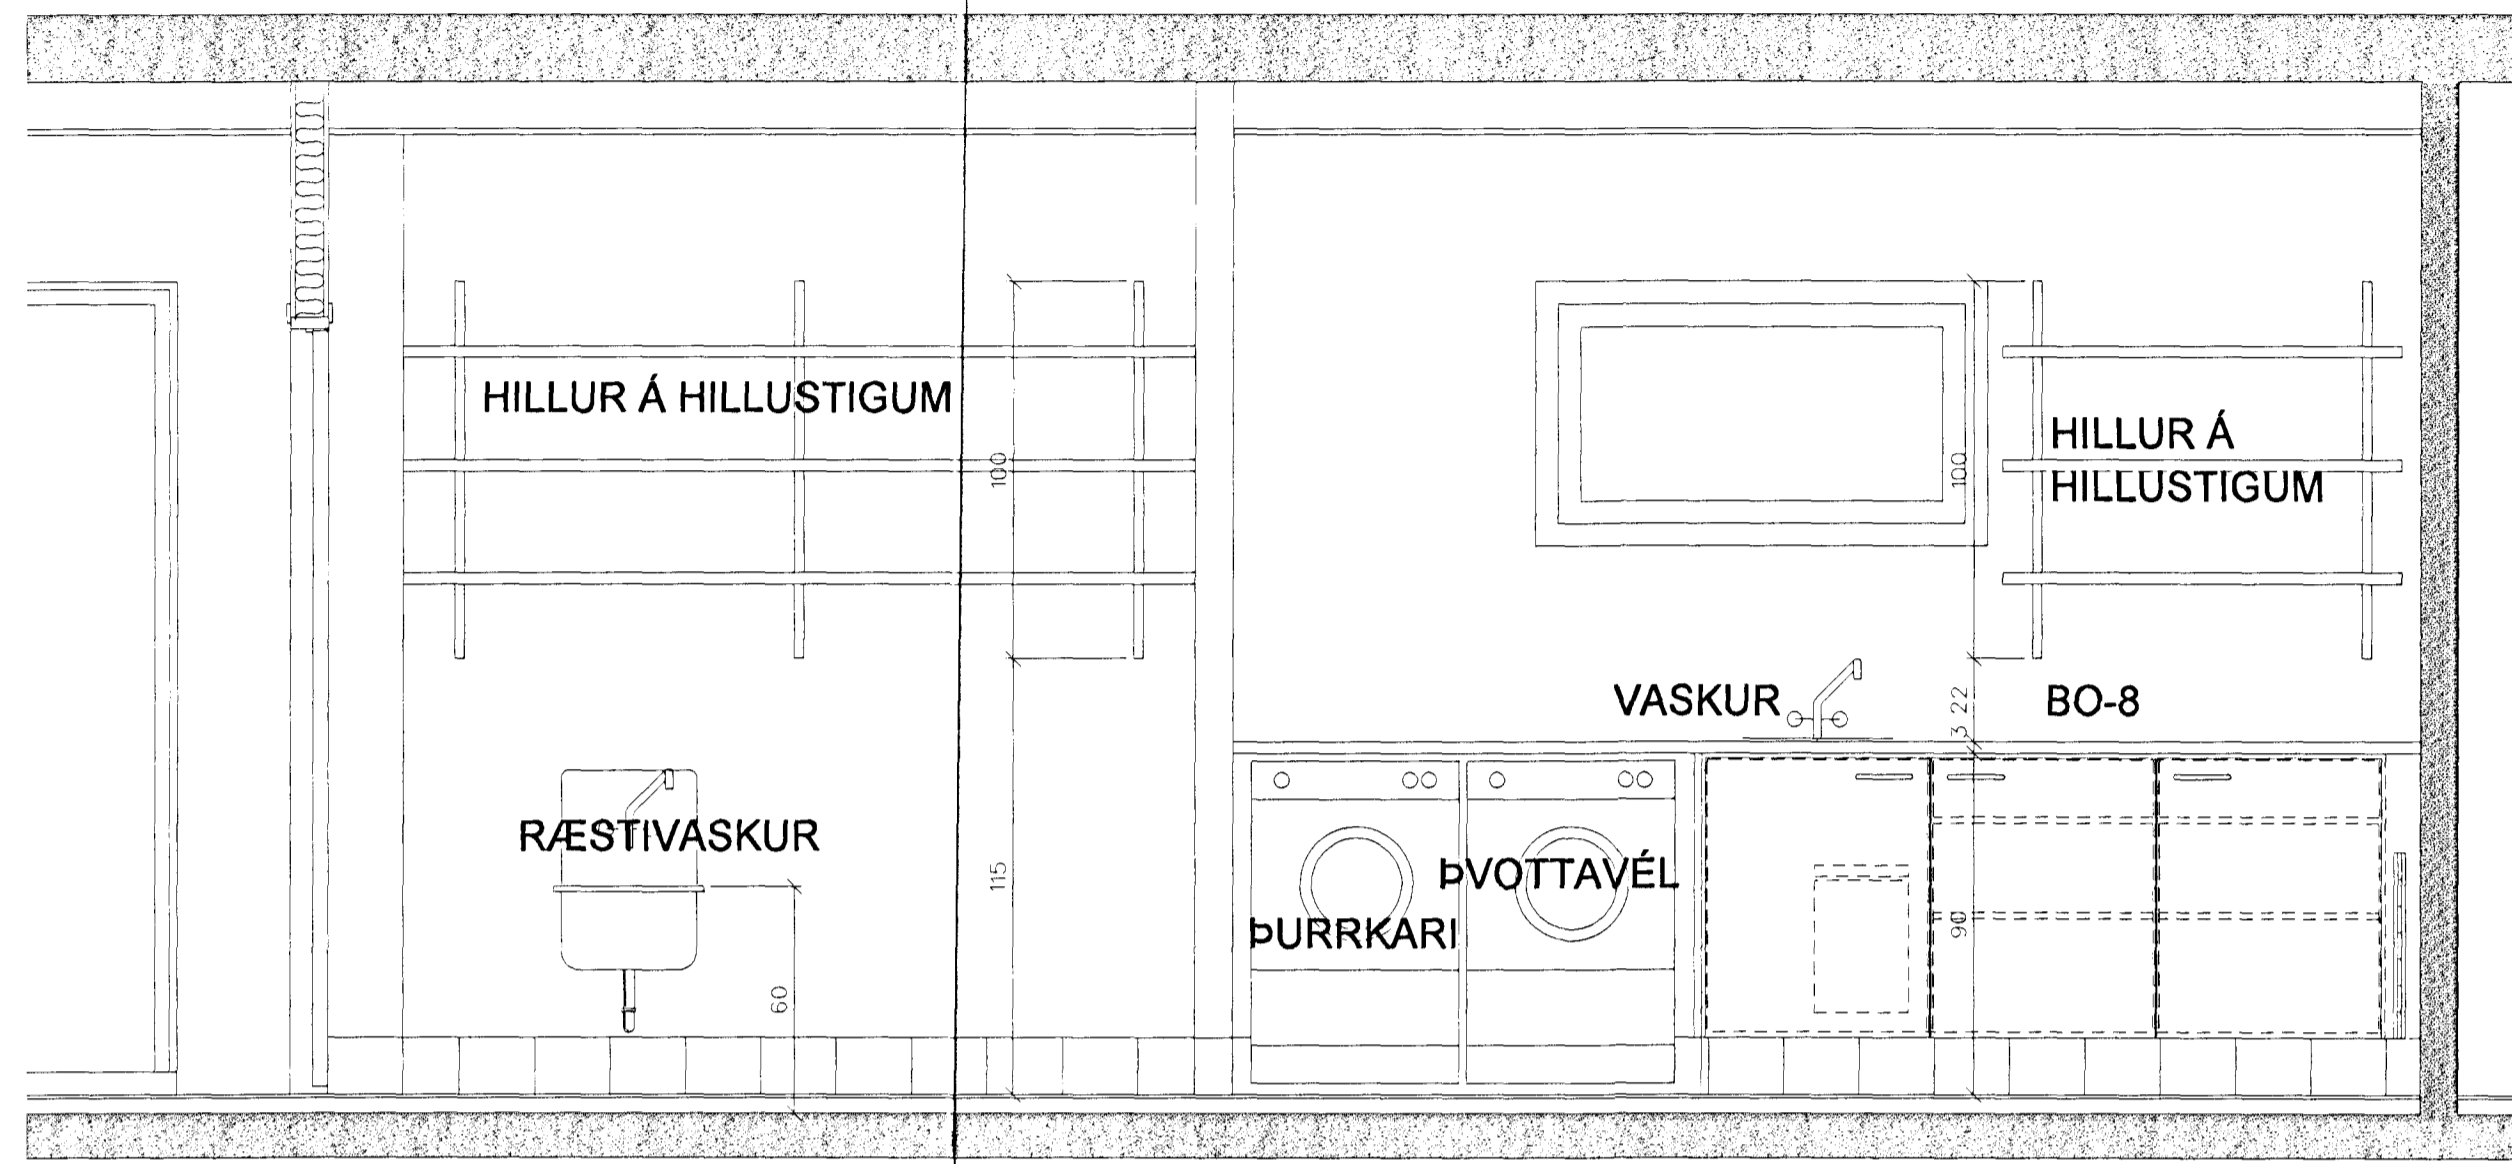 HILLUR Á HILLUSTIGUM
100
100
HILLUR Á
HILLUSTIGUM
VASKUR
3 22
BO-8
RÆSTIVASKUR
115
ÞVOTTAVÉL
ÞURRKARI
90
60